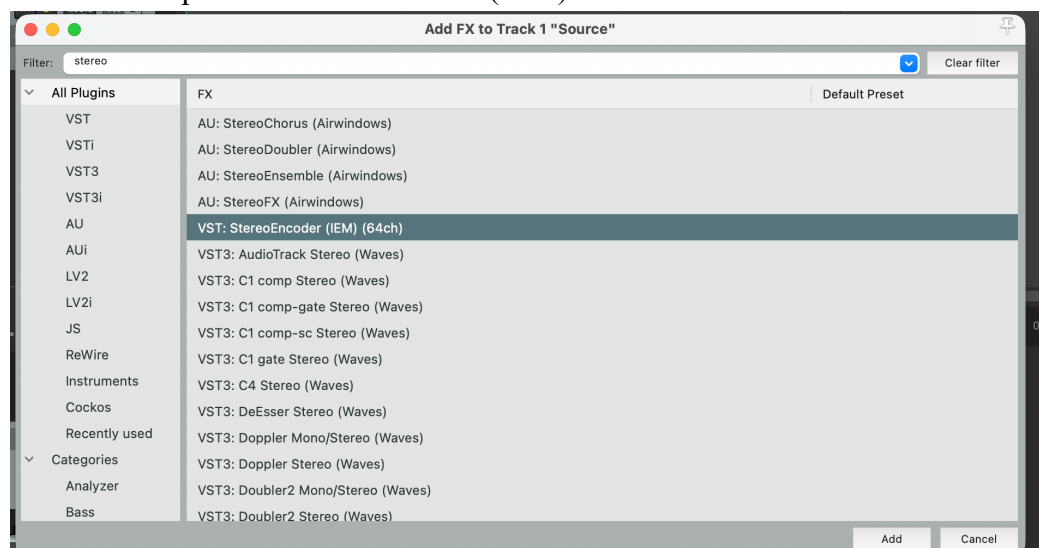 Add FX to Track 1 "Source"
Filter: stereo Clear filter
All Plugins
VST
VSTi
VST3
VST3i
AU
AUi
LV2
LV2i
JS
ReWire
Instruments
Cockos
Recently used
Categories
Analyzer
Bass
FX Default Preset
AU: StereoChorus (Airwindows)
AU: StereoDoubler (Airwindows)
AU: StereoEnsemble (Airwindows)
AU: StereoFX (Airwindows)
VST: StereoEncoder (IEM) (64ch)
VST3: AudioTrack Stereo (Waves)
VST3: C1 comp Stereo (Waves)
VST3: C1 comp-gate Stereo (Waves)
VST3: C1 comp-sc Stereo (Waves)
VST3: C1 gate Stereo (Waves)
VST3: C4 Stereo (Waves)
VST3: DeEsser Stereo (Waves)
VST3: Doppler Mono/Stereo (Waves)
VST3: Doppler Stereo (Waves)
VST3: Doubler2 Mono/Stereo (Waves)
VST3: Doubler2 Stereo (Waves)
Add Cancel